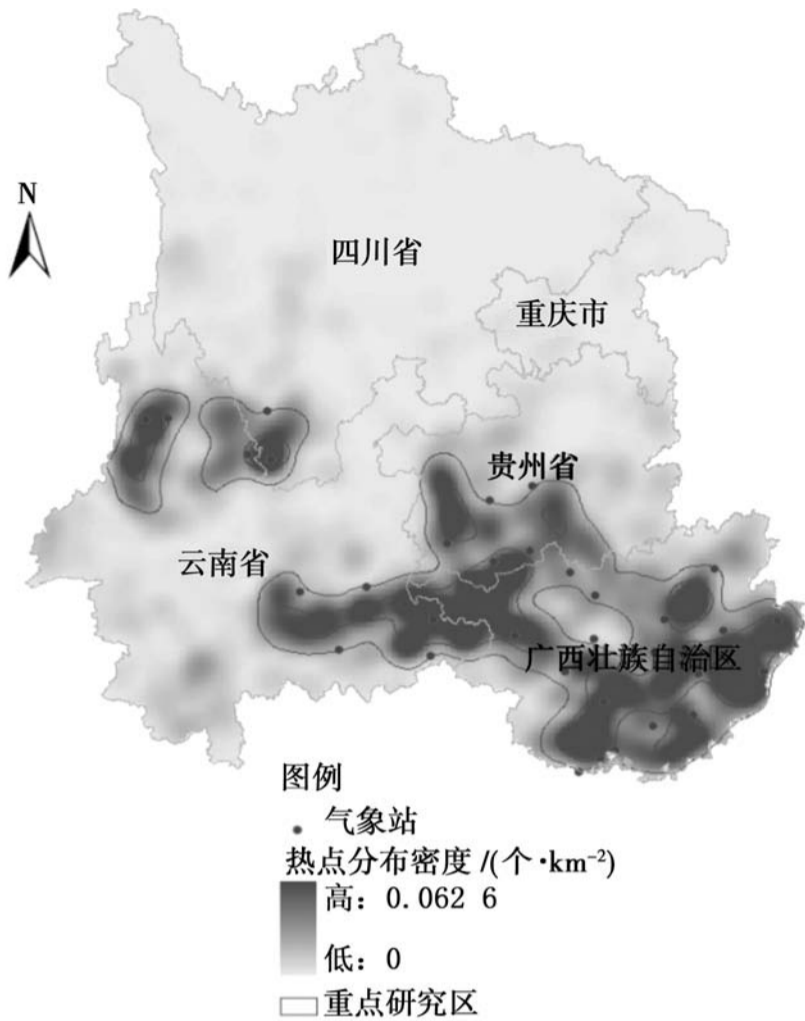 N
四川省
重庆市
贵州省
云南省
广西壮族自治区
图例
气象站
热点分布密度 /(个·km⁻²)
高：0.062 6
低：0
重点研究区